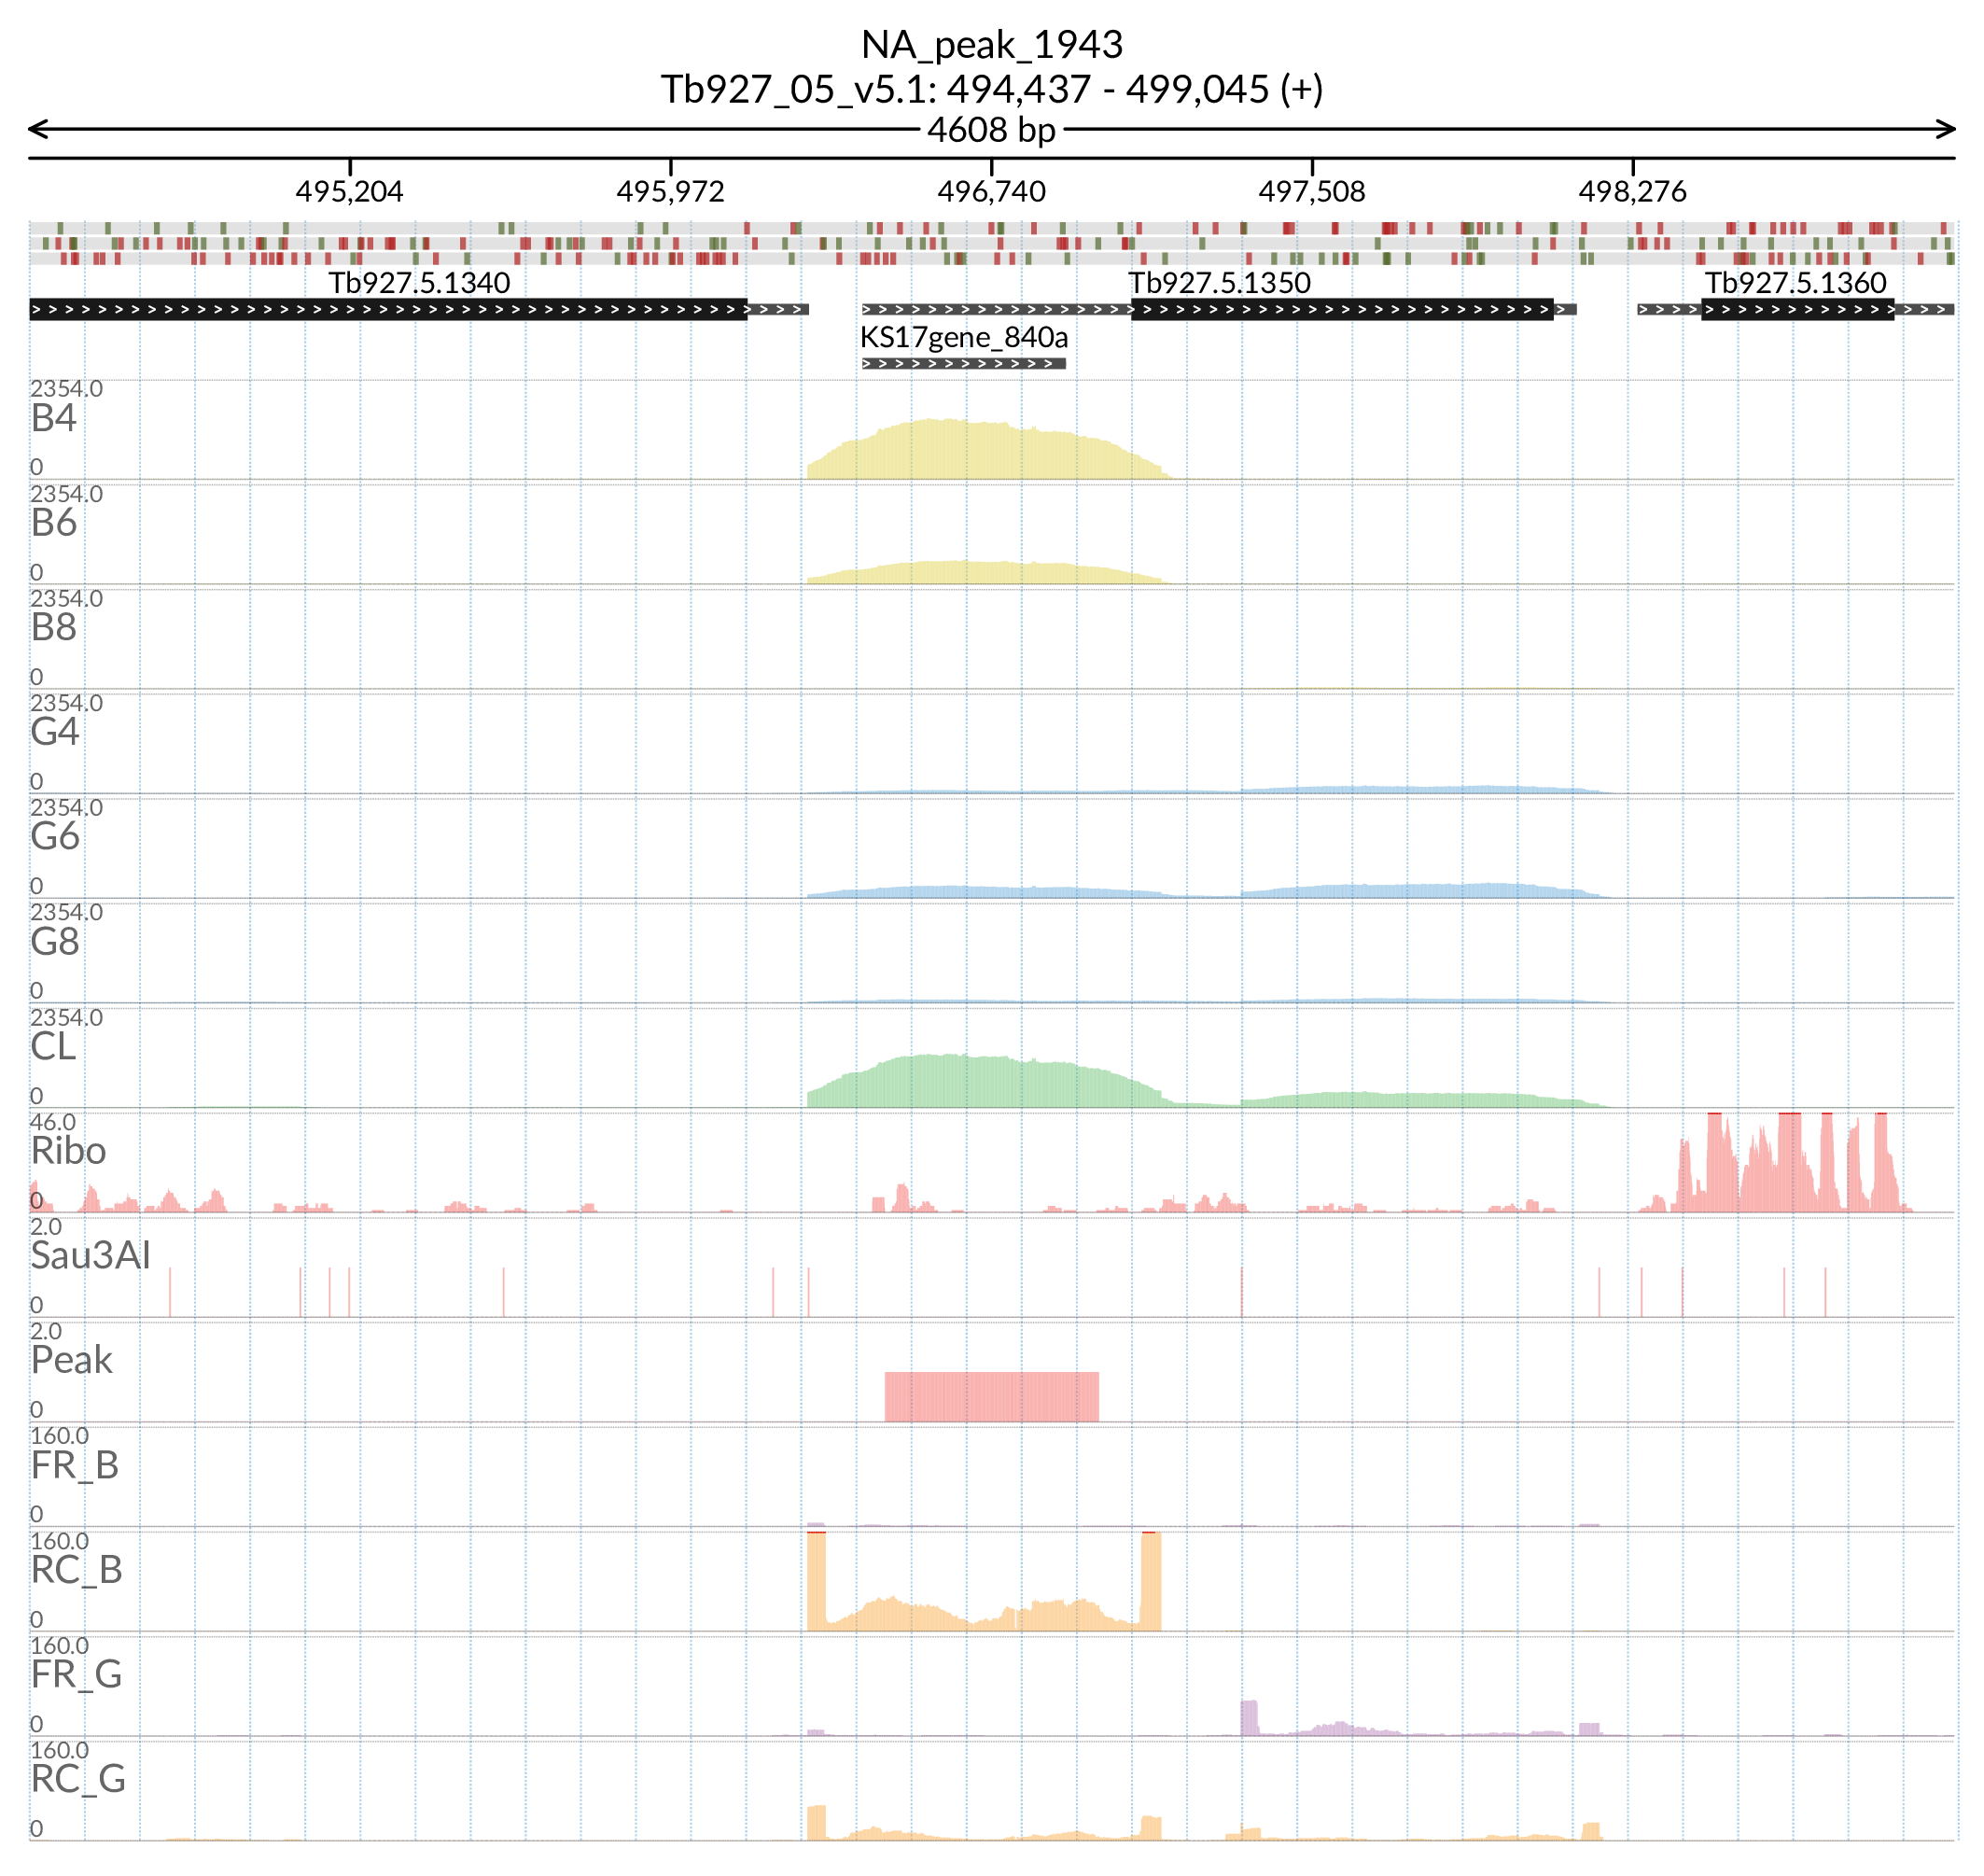 NA_peak_1943
Tb927_05_v5.1: 494,437 - 499,045 (+)
4608 bp
495,204 495,972 496,740 497,508 498,276
Tb927.5.1340 Tb927.5.1350 Tb927.5.1360
KS17gene_840a
2354.0
B4
0
2354.0
B6
0
2354.0
B8
0
2354.0
G4
0
2354.0
G6
0
2354.0
G8
0
2354.0
CL
0
46.0
Ribo
0
2.0
Sau3AI
0
2.0
Peak
0
160.0
FR_B
0
160.0
RC_B
0
160.0
FR_G
0
160.0
RC_G
0